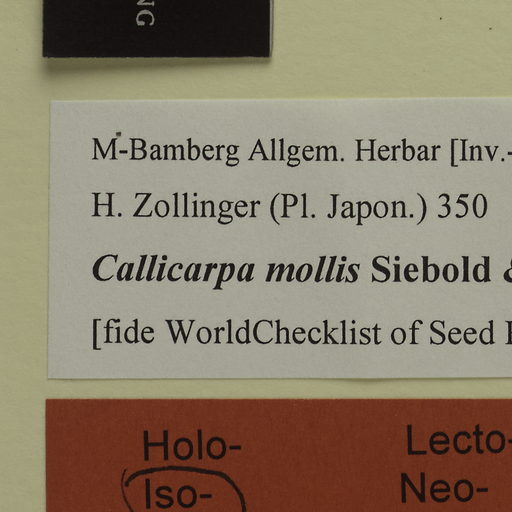 NG
M-Bamberg Allgem. Herbar [Inv.-
H. Zollinger (Pl. Japon.) 350
Callicarpa mollis Siebold
[fide WorldChecklist of Seed
Holo- Lecto-
Iso- Neo-